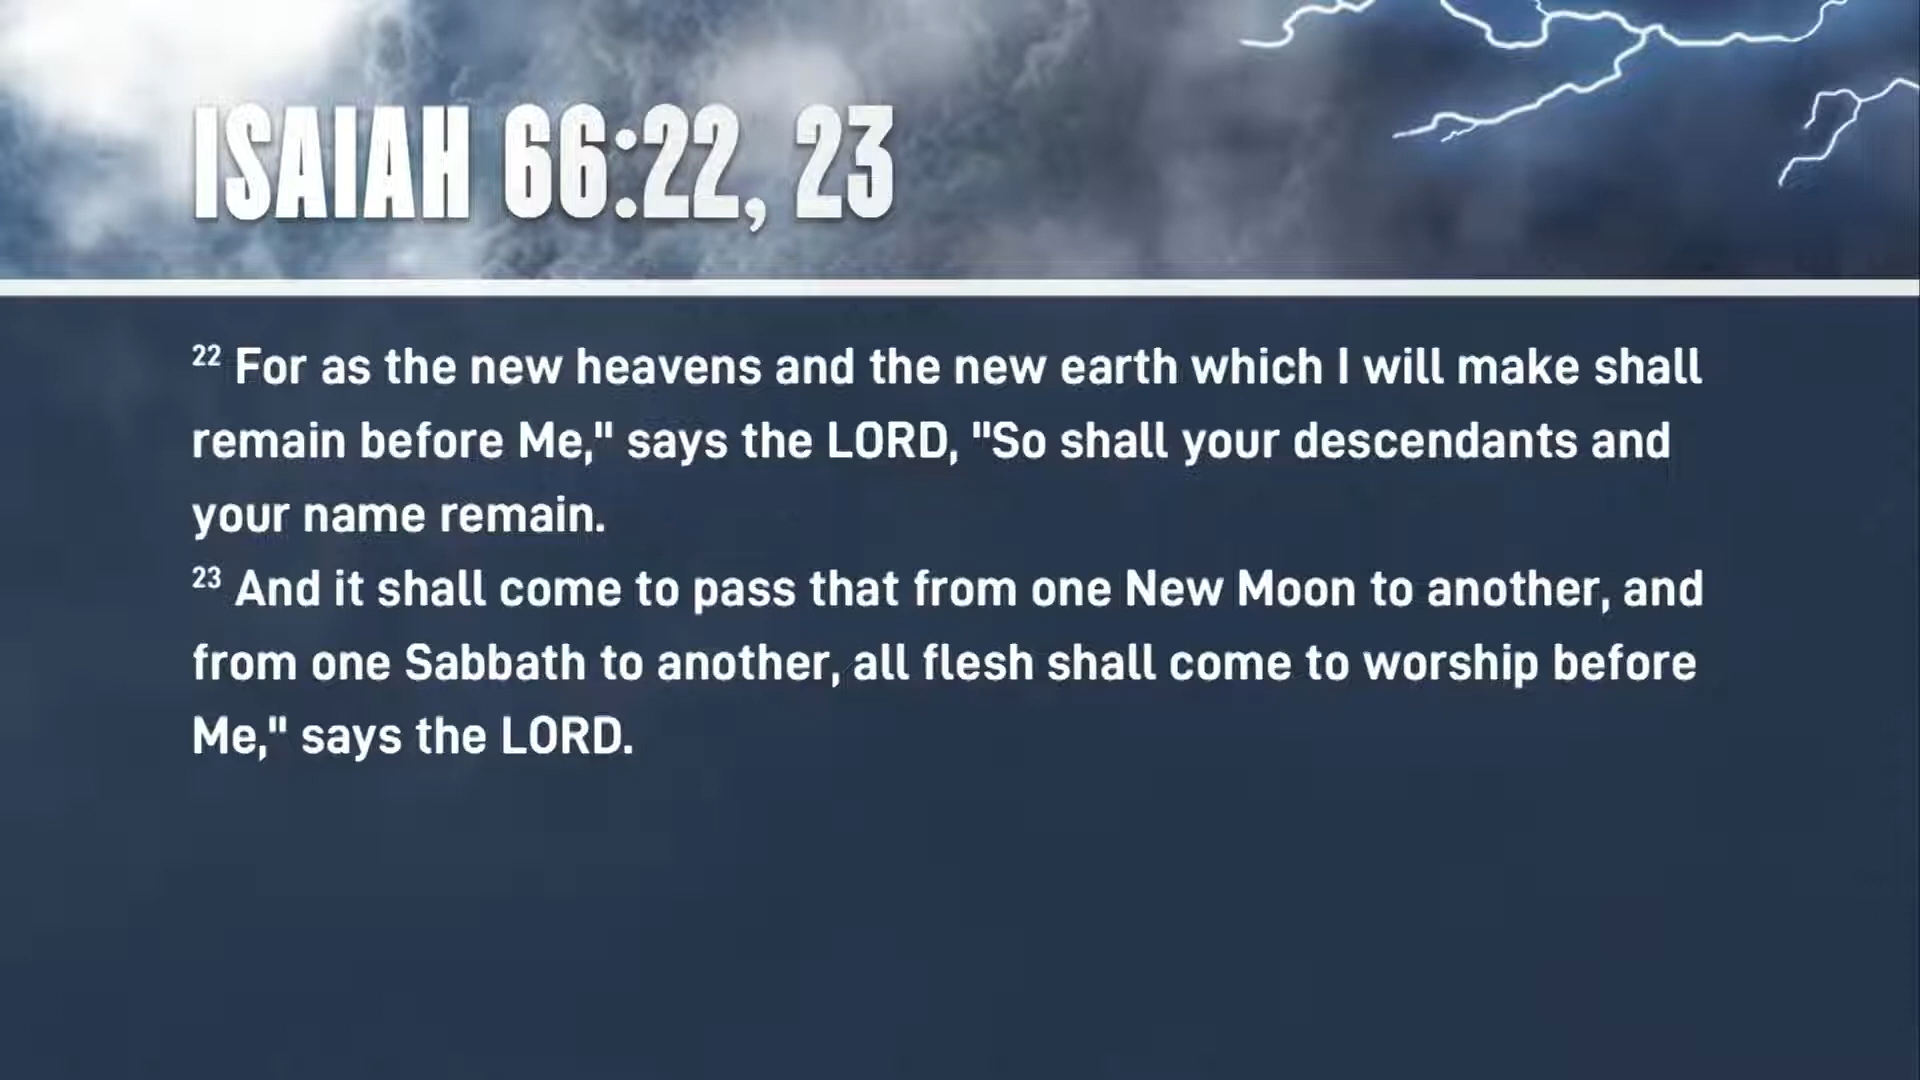 ISAIAH 66:22, 23
22 For as the new heavens and the new earth which I will make shall
remain before Me," says the LORD, "So shall your descendants and
your name remain.
23 And it shall come to pass that from one New Moon to another, and
from one Sabbath to another, all flesh shall come to worship before
Me," says the LORD.